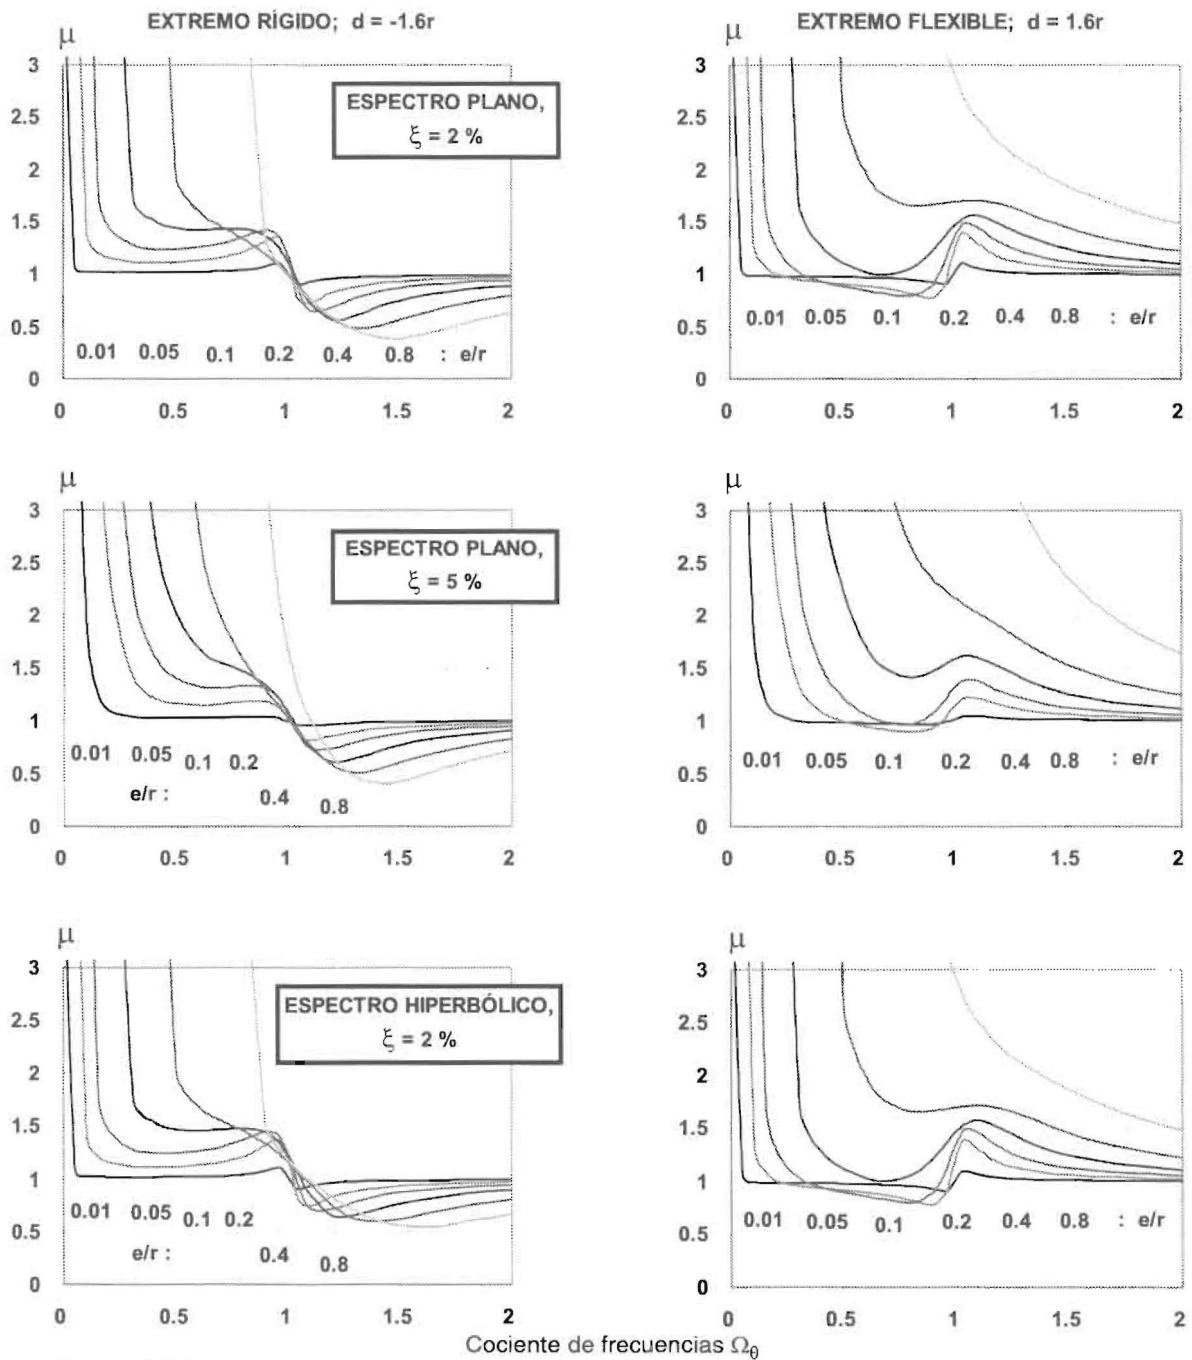 EXTREMO RÍGIDO; d = -1.6r
EXTREMO FLEXIBLE; d = 1.6r
μ
3
2.5
2
1.5
1
0.5
0
ESPECTRO PLANO,
ξ = 2 %
0.01 0.05 0.1 0.2 0.4 0.8 : e/r
0 0.5 1 1.5 2
μ
3
2.5
2
1.5
1
0.5
0
0.01 0.05 0.1 0.2 0.4 0.8 : e/r
0 0.5 1 1.5 2
μ
3
2.5
2
1.5
1
0.5
0
ESPECTRO PLANO,
ξ = 5 %
0.01 0.05 0.1 0.2
e/r : 0.4 0.8
0 0.5 1 1.5 2
μ
3
2.5
2
1.5
1
0.5
0
0.01 0.05 0.1 0.2 0.4 0.8 : e/r
0 0.5 1 1.5 2
μ
3
2.5
2
1.5
1
0.5
0
ESPECTRO HIPERBÓLICO,
ξ = 2 %
0.01 0.05 0.1 0.2
e/r : 0.4 0.8
0 0.5 1 1.5 2
μ
3
2.5
2
1.5
1
0.5
0
0.01 0.05 0.1 0.2 0.4 0.8 : e/r
0 0.5 1 1.5 2
Cociente de frecuencias Ωθ